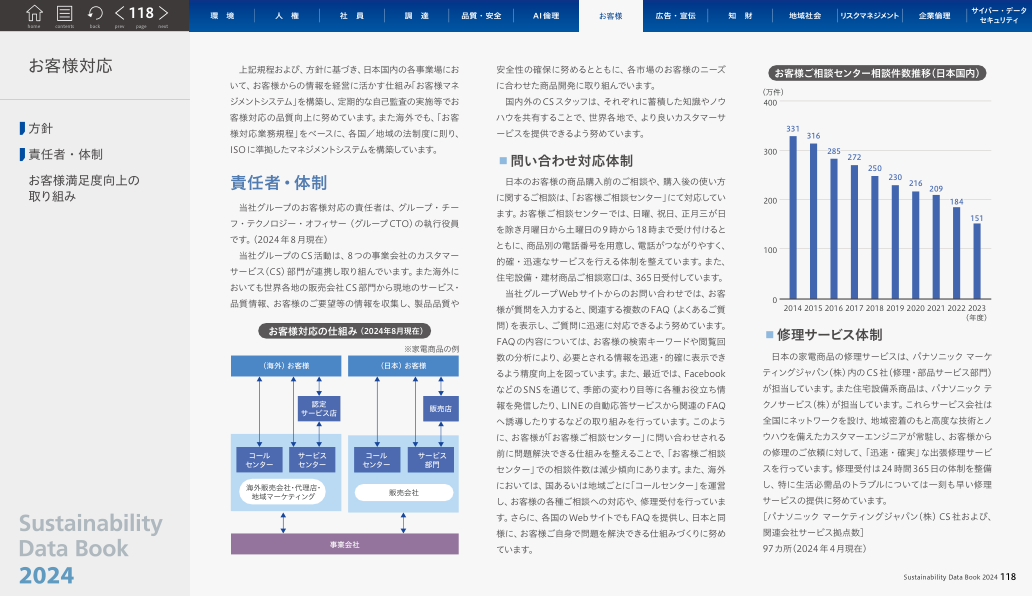 home contents back prev 118 page next
環 境
人 権
社 員
調 達
品質・安全
AI倫理
お客様
広告・宣伝
知 財
地域社会
リスクマネジメント
企業倫理
サイバー・データ
セキュリティ
お客様対応
方針
責任者・体制
お客様満足度向上の
取り組み
Sustainability
Data Book
2024
上記規程および、方針に基づき、日本国内の各事業場にお
いて、お客様からの情報を経営に活かす仕組み「お客様マネ
ジメントシステム」を構築し、定期的な自己監査の実施等でお
客様対応の品質向上に努めています。また海外でも、「お客
様対応業務規程」をベースに、各国／地域の法制度に則り、
ISOに準拠したマネジメントシステムを構築しています。
責任者・体制
当社グループのお客様対応の責任者は、グループ・チー
フ・テクノロジー・オフィサー（グループCTO）の執行役員
です。（2024年8月現在）
当社グループのCS活動は、8つの事業会社のカスタマー
サービス（CS）部門が連携し取り組んでいます。また海外に
おいても世界各地の販売会社CS部門から現地のサービス・
品質情報、お客様のご要望等の情報を収集し、製品品質や
お客様対応の仕組み（2024年8月現在）
※家電商品の例
（海外）お客様
（日本）お客様
認定
サービス店
販売店
コール
センター
サービス
センター
コール
センター
サービス
部門
海外販売会社・代理店・
地域マーケティング
販売会社
事業会社
安全性の確保に努めるとともに、各市場のお客様のニーズ
に合わせた商品開発に取り組んでいます。
国内外のCSスタッフは、それぞれに蓄積した知識やノウ
ハウを共有することで、世界各地で、より良いカスタマーサ
ービスを提供できるよう努めています。
問い合わせ対応体制
日本のお客様の商品購入前のご相談や、購入後の使い方
に関するご相談は、「お客様ご相談センター」にて対応してい
ます。お客様ご相談センターでは、日曜、祝日、正月三が日
を除き月曜日から土曜日の9時から18時まで受け付けると
ともに、商品別の電話番号を用意し、電話がつながりやすく、
的確・迅速なサービスを行える体制を整えています。また、
住宅設備・建材商品ご相談窓口は、365日受付しています。
当社グループWebサイトからのお問い合わせでは、お客
様が質問を入力すると、関連する複数のFAQ（よくあるご質
問）を表示し、ご質問に迅速に対応できるよう努めています。
FAQの内容については、お客様の検索キーワードや閲覧回
数の分析により、必要とされる情報を迅速・的確に表示でき
るよう精度向上を図っています。また、最近では、Facebook
などのSNSを通じて、季節の変わり目等に各種お役立ち情
報を発信したり、LINEの自動応答サービスから関連のFAQ
へ誘導したりするなどの取り組みを行っています。このよう
に、お客様が「お客様ご相談センター」に問い合わせされる
前に問題解決できる仕組みを整えることで、「お客様ご相談
センター」での相談件数は減少傾向にあります。また、海外
においては、国あるいは地域ごとに「コールセンター」を運営
し、お客様の各種ご相談への対応や、修理受付を行っていま
す。さらに、各国のWebサイトでもFAQを提供し、日本と同
様に、お客様ご自身で問題を解決できる仕組みづくりに努め
ています。
お客様ご相談センター相談件数推移（日本国内）
（万件）
400
300
200
100
0
331
316
285
272
250
230
216
209
184
151
2014 2015 2016 2017 2018 2019 2020 2021 2022 2023
（年度）
修理サービス体制
日本の家電商品の修理サービスは、パナソニック マーケ
ティングジャパン（株）内のCS社（修理・部品サービス部門）
が担当しています。また住宅設備系商品は、パナソニック テ
クノサービス（株）が担当しています。これらサービス会社は
全国にネットワークを設け、地域密着のもと高度な技術とノ
ウハウを備えたカスタマーエンジニアが常駐し、お客様から
の修理のご依頼に対して、「迅速・確実」な出張修理サービ
スを行っています。修理受付は24時間365日の体制を整備
し、特に生活必需品のトラブルについては一刻も早い修理
サービスの提供に努めています。
［パナソニック マーケティングジャパン（株）CS社および、
関連会社サービス拠点数］
97カ所（2024年4月現在）
Sustainability Data Book 2024 118